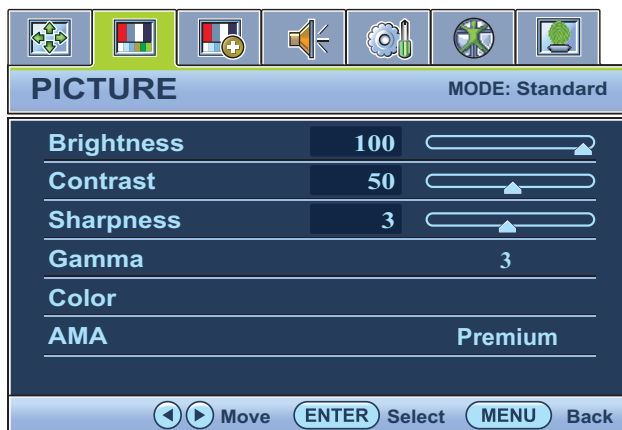 PICTURE MODE: Standard
Brightness 100
Contrast 50
Sharpness 3
Gamma 3
Color
AMA Premium
Move ENTER Select MENU Back